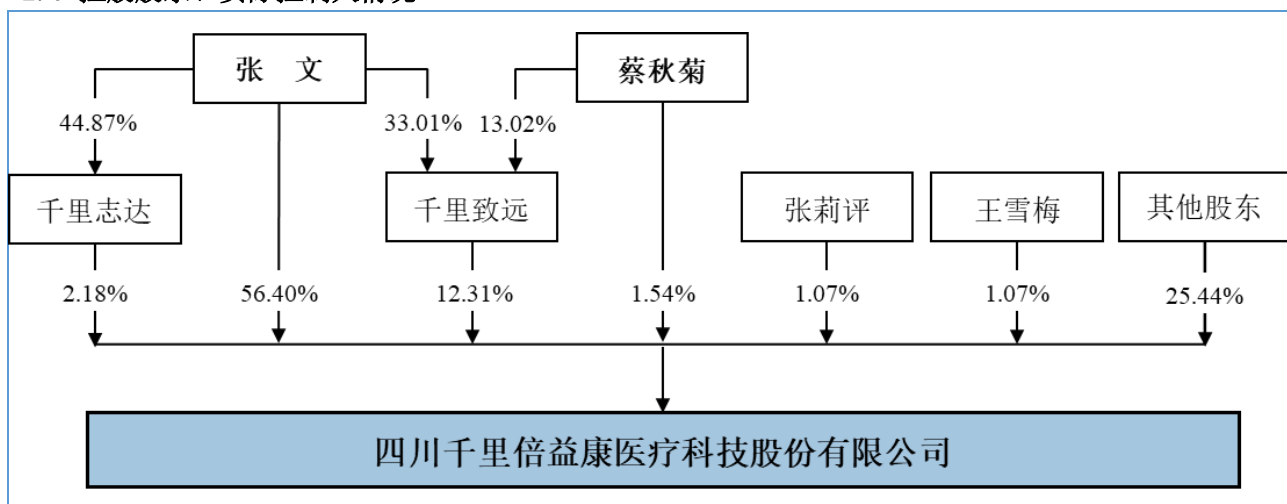 张 文
蔡秋菊
44.87%
33.01%
13.02%
千里志达
千里致远
张莉评
王雪梅
其他股东
2.18%
56.40%
12.31%
1.54%
1.07%
1.07%
25.44%
四川千里倍益康医疗科技股份有限公司